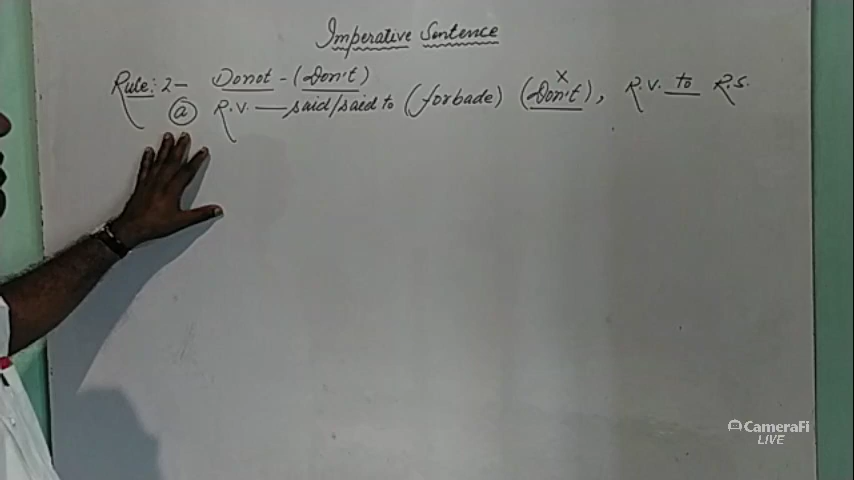 Imperative Sentence
Rule: 2- Donot - (Don't)
(a) R.V. — said/said to (forbade) (Don't), R.V. to R.S.
X
CameraFi
LIVE